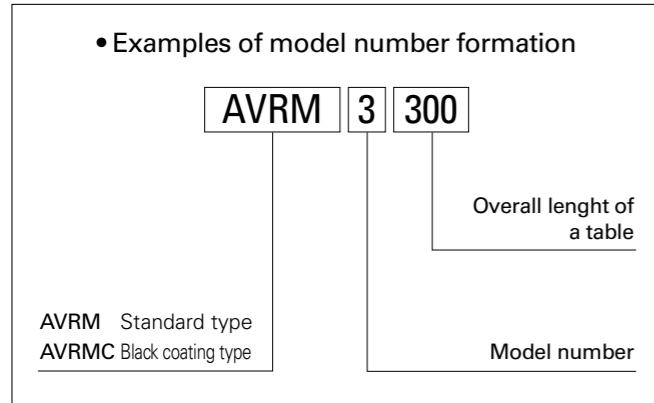 • Examples of model number formation
AVRM 3 300
Overall lenght of
a table
AVRM Standard type
AVRMC Black coating type
Model number